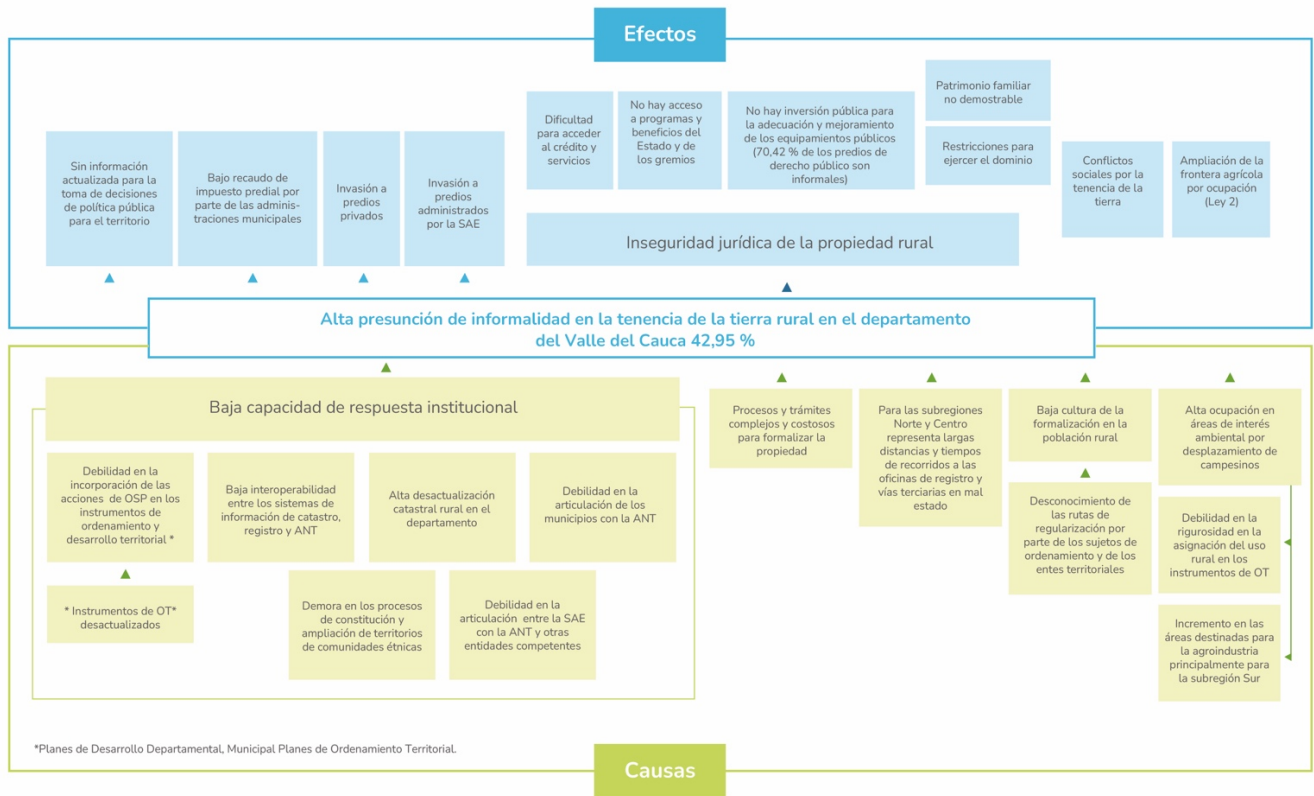 Efectos
Sin información
actualizada para la
toma de decisiones
de política pública
para el territorio
Bajo recaudo de
impuesto predial por
parte de las adminis-
traciones municipales
Invasión a
predios
privados
Invasión a
predios
administrados
por la SAE
Dificultad
para acceder
al crédito y
servicios
No hay acceso
a programas y
beneficios del
Estado y de
los gremios
No hay inversión pública para
la adecuación y mejoramiento
de los equipamientos públicos
(70,42 % de los predios de
derecho público son
informales)
Patrimonio familiar
no demostrable
Restricciones para
ejercer el dominio
Conflictos
sociales por la
tenencia de la
tierra
Ampliación de la
frontera agrícola
por ocupación
(Ley 2)
Inseguridad jurídica de la propiedad rural
Alta presunción de informalidad en la tenencia de la tierra rural en el departamento
del Valle del Cauca 42,95 %
Baja capacidad de respuesta institucional
Debilidad en la
incorporación de las
acciones de OSP en los
instrumentos de
ordenamiento y
desarrollo territorial *
Baja interoperabilidad
entre los sistemas de
información de catastro,
registro y ANT
Alta desactualización
catastral rural en el
departamento
Debilidad en la
articulación de los
municipios con la ANT
* Instrumentos de OT*
desactualizados
Demora en los procesos
de constitución y
ampliación de territorios
de comunidades étnicas
Debilidad en la
articulación entre la SAE
con la ANT y otras
entidades competentes
Procesos y trámites
complejos y costosos
para formalizar la
propiedad
Para las subregiones
Norte y Centro
representa largas
distancias y tiempos
de recorridos a las
oficinas de registro y
vías terciarias en mal
estado
Baja cultura de la
formalización en la
población rural
Desconocimiento de
las rutas de
regularización por
parte de los sujetos de
ordenamiento y de los
entes territoriales
Alta ocupación en
áreas de interés
ambiental por
desplazamiento de
campesinos
Debilidad en la
rigurosidad en la
asignación del uso
rural en los
instrumentos de OT
Incremento en las
áreas destinadas para
la agroindustria
principalmente para
la subregión Sur
*Planes de Desarrollo Departamental, Municipal Planes de Ordenamiento Territorial.
Causas